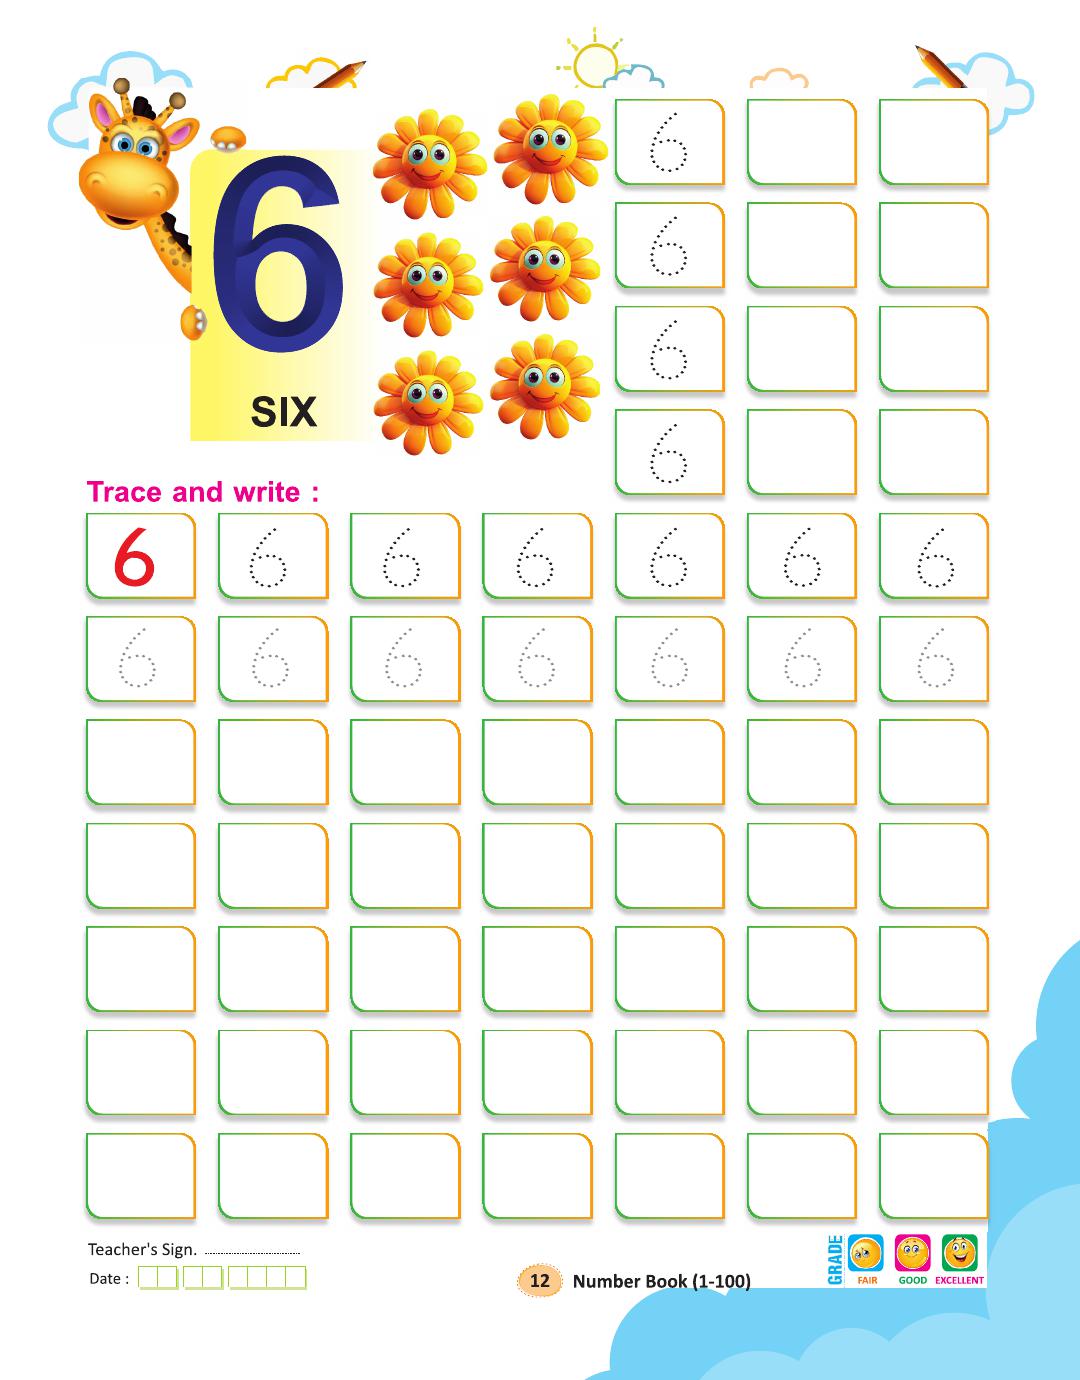 6
SIX
6
6
6
6
Trace and write :
6 6 6 6 6 6 6
6 6 6 6 6 6 6
Teacher's Sign. ........................
Date :
12 Number Book (1-100)
GRADE
FAIR GOOD EXCELLENT